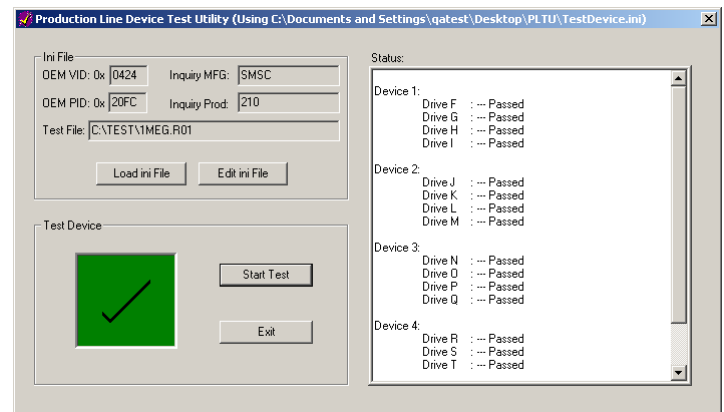 Production Line Device Test Utility (Using C:\Documents and Settings\qatest\Desktop\PLTU\TestDevice.ini)
Ini File
OEM VID: 0x 0424 Inquiry MFG: SMSC
OEM PID: 0x 20FC Inquiry Prod: 210
Test File: C:\TEST\1MEG.R01
Load ini File Edit ini File
Test Device
Start Test
Exit
Status:
Device 1:
Drive F : --- Passed
Drive G : --- Passed
Drive H : --- Passed
Drive I : --- Passed
Device 2:
Drive J : --- Passed
Drive K : --- Passed
Drive L : --- Passed
Drive M : --- Passed
Device 3:
Drive N : --- Passed
Drive O : --- Passed
Drive P : --- Passed
Drive Q : --- Passed
Device 4:
Drive R : --- Passed
Drive S : --- Passed
Drive T : --- Passed